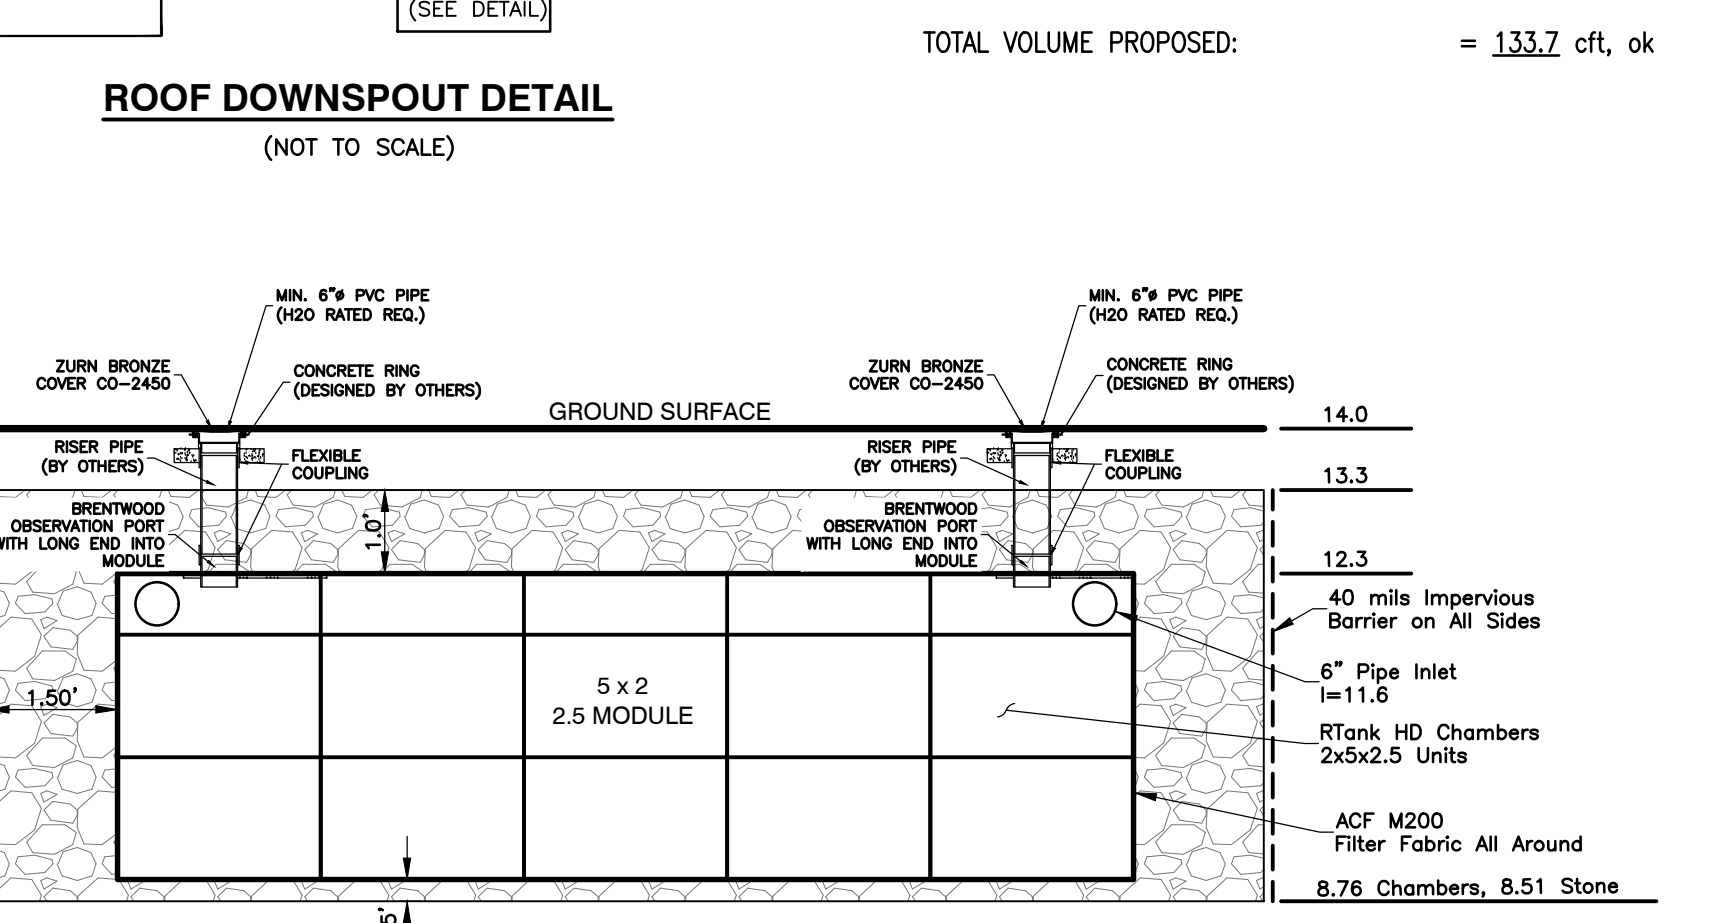 (SEE DETAIL)
TOTAL VOLUME PROPOSED: = 133.7 cft, ok
ROOF DOWNSPOUT DETAIL
(NOT TO SCALE)
MIN. 6"ø PVC PIPE
(H2O RATED REQ.)
ZURN BRONZE
COVER CO-2450
CONCRETE RING
(DESIGNED BY OTHERS)
MIN. 6"ø PVC PIPE
(H2O RATED REQ.)
ZURN BRONZE
COVER CO-2450
CONCRETE RING
(DESIGNED BY OTHERS)
GROUND SURFACE
14.0
RISER PIPE
(BY OTHERS)
FLEXIBLE
COUPLING
RISER PIPE
(BY OTHERS)
FLEXIBLE
COUPLING
13.3
BRENTWOOD
OBSERVATION PORT
WITH LONG END INTO
MODULE
1.0'
BRENTWOOD
OBSERVATION PORT
WITH LONG END INTO
MODULE
12.3
40 mils Impervious
Barrier on All Sides
6" Pipe Inlet
I=11.6
1.50'
5 x 2
2.5 MODULE
RTank HD Chambers
2x5x2.5 Units
ACF M200
Filter Fabric All Around
8.76 Chambers, 8.51 Stone